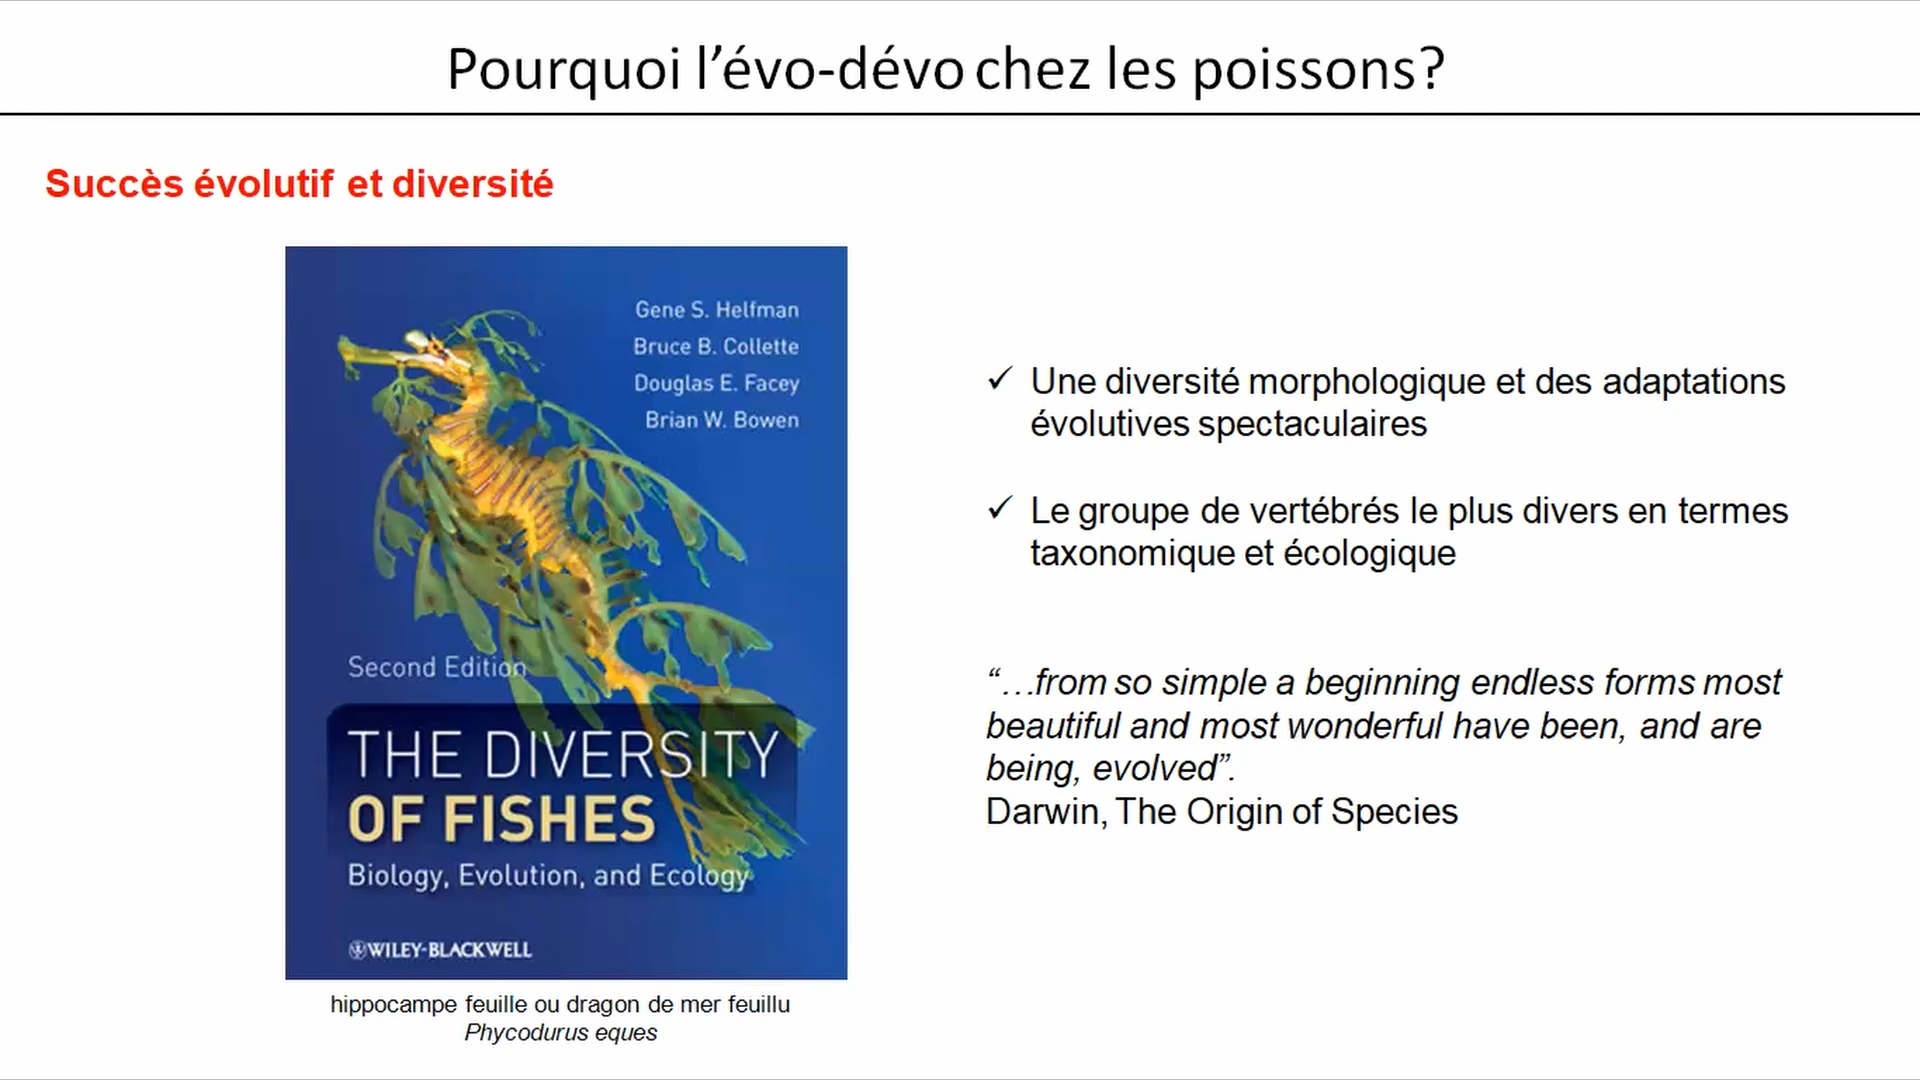 Pourquoi l’évo-dévo chez les poissons?
Succès évolutif et diversité
Gene S. Helfman
Bruce B. Collette
Douglas E. Facey
Brian W. Bowen
Second Edition
THE DIVERSITY
OF FISHES
Biology, Evolution, and Ecology
WILEY-BLACKWELL
hippocampe feuille ou dragon de mer feuillu
Phycodurus eques
✓ Une diversité morphologique et des adaptations
évolutives spectaculaires
✓ Le groupe de vertébrés le plus divers en termes
taxonomique et écologique
“…from so simple a beginning endless forms most
beautiful and most wonderful have been, and are
being, evolved”.
Darwin, The Origin of Species